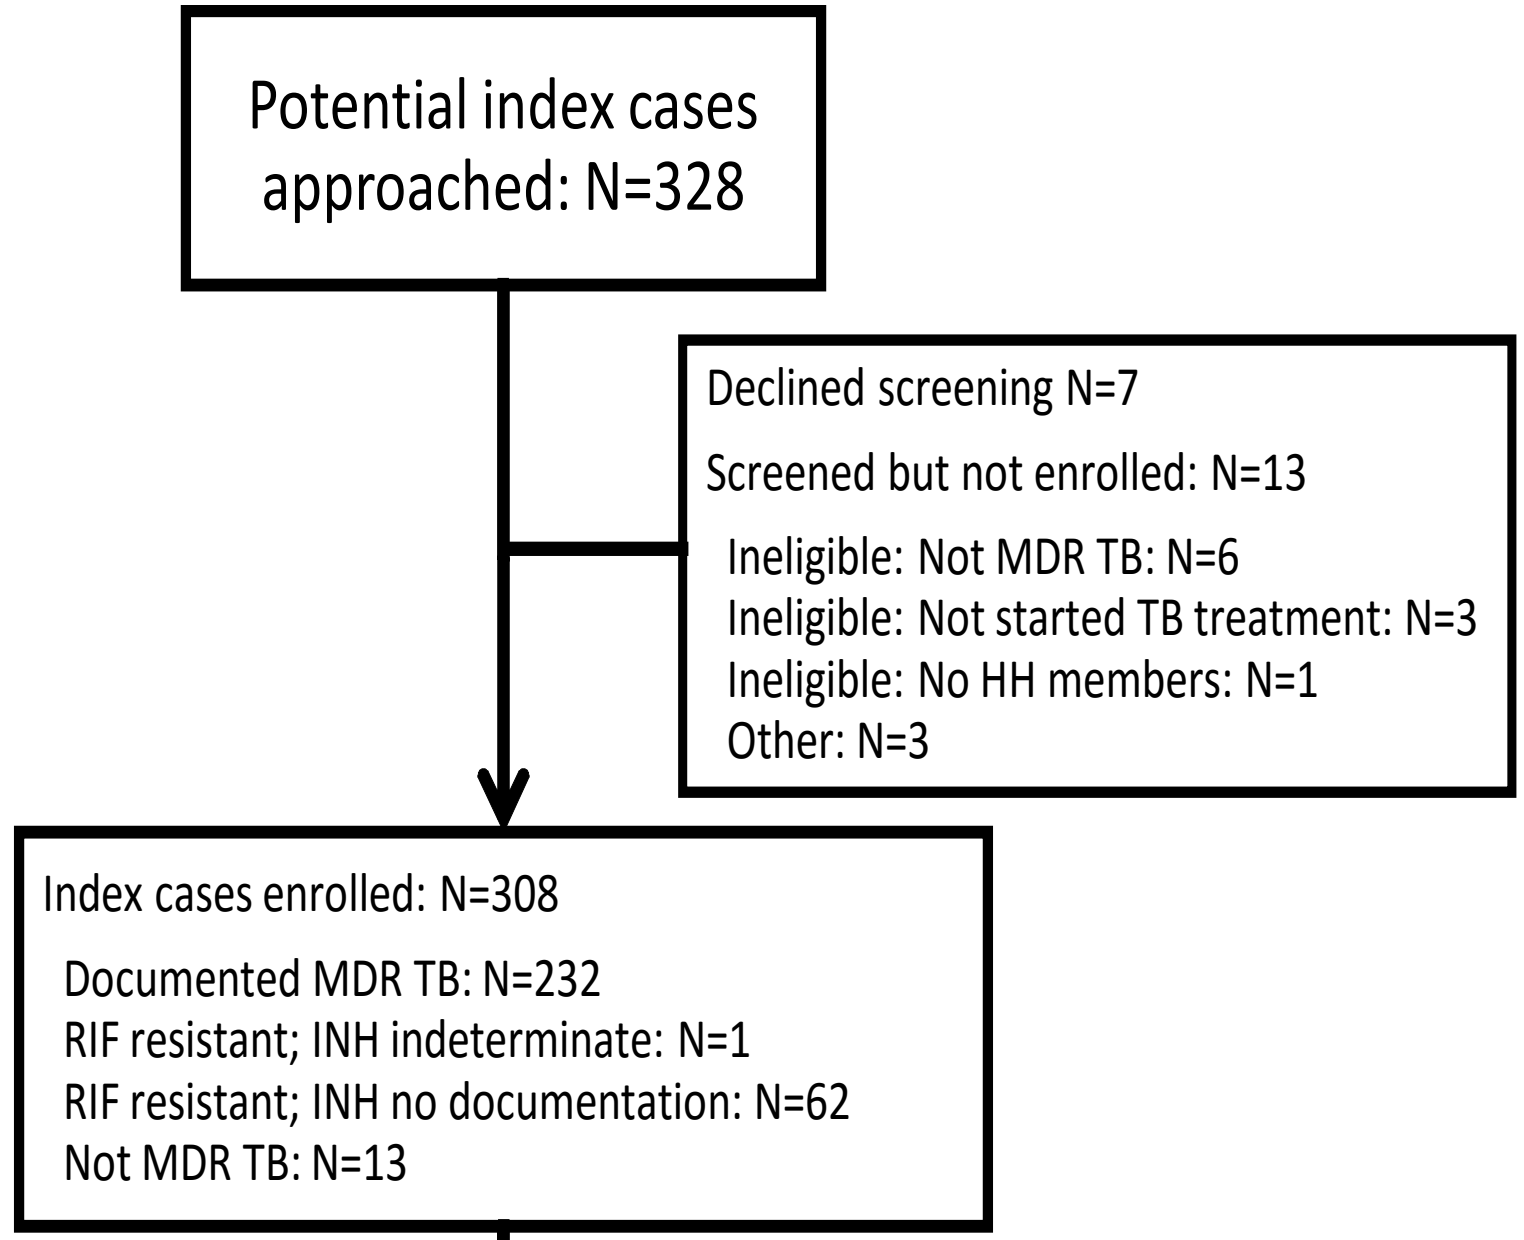 Potential index cases
approached: N=328
Declined screening N=7
Screened but not enrolled: N=13
Ineligible: Not MDR TB: N=6
Ineligible: Not started TB treatment: N=3
Ineligible: No HH members: N=1
Other: N=3
Index cases enrolled: N=308
Documented MDR TB: N=232
RIF resistant; INH indeterminate: N=1
RIF resistant; INH no documentation: N=62
Not MDR TB: N=13